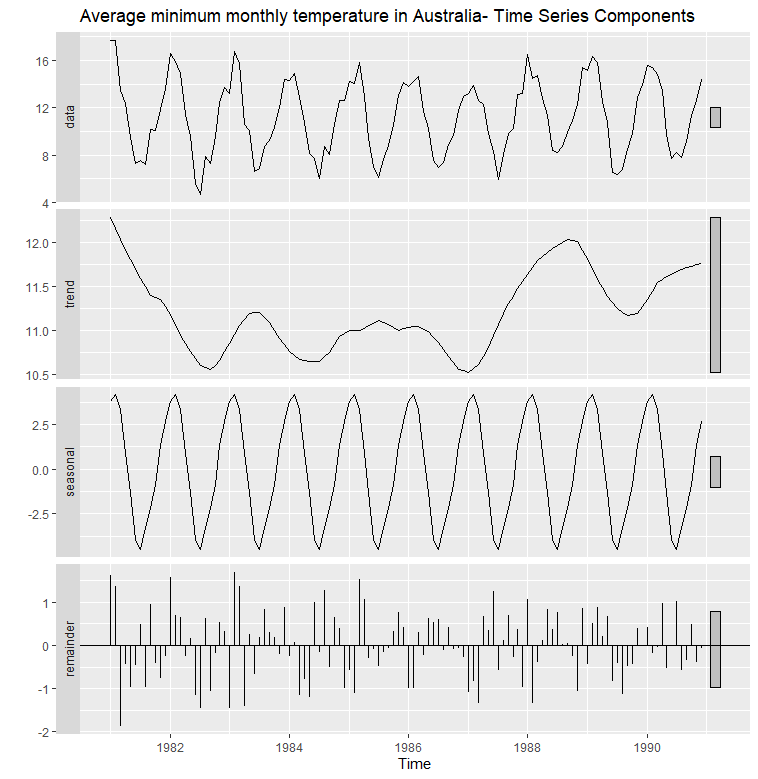 Average minimum monthly temperature in Australia- Time Series Components
16
12
8
4
data
12.0
11.5
11.0
10.5
trend
2.5
0.0
-2.5
seasonal
1
0
-1
-2
remainder
1982 1984 1986 1988 1990
Time